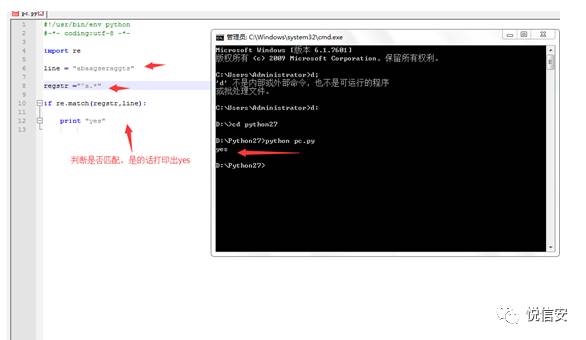 pc.py
1 #!/usr/bin/env python
2 #-*- coding:utf-8 -*-
3
4 import re
5
6 line = "abaagseraggts"
7
8 regstr ="^a.*"
9
10 if re.match(regstr,line):
11
12 print "yes"
13
判断是否匹配，是的话打印出yes
管理员: C:\Windows\system32\cmd.exe
Microsoft Windows [版本 6.1.7601]
版权所有 (c) 2009 Microsoft Corporation。保留所有权利。
C:\Users\Administrator>d;
'd' 不是内部或外部命令，也不是可运行的程序
或批处理文件。
C:\Users\Administrator>d:
D:\>cd python27
D:\Python27>python pc.py
yes
D:\Python27>
悦信安